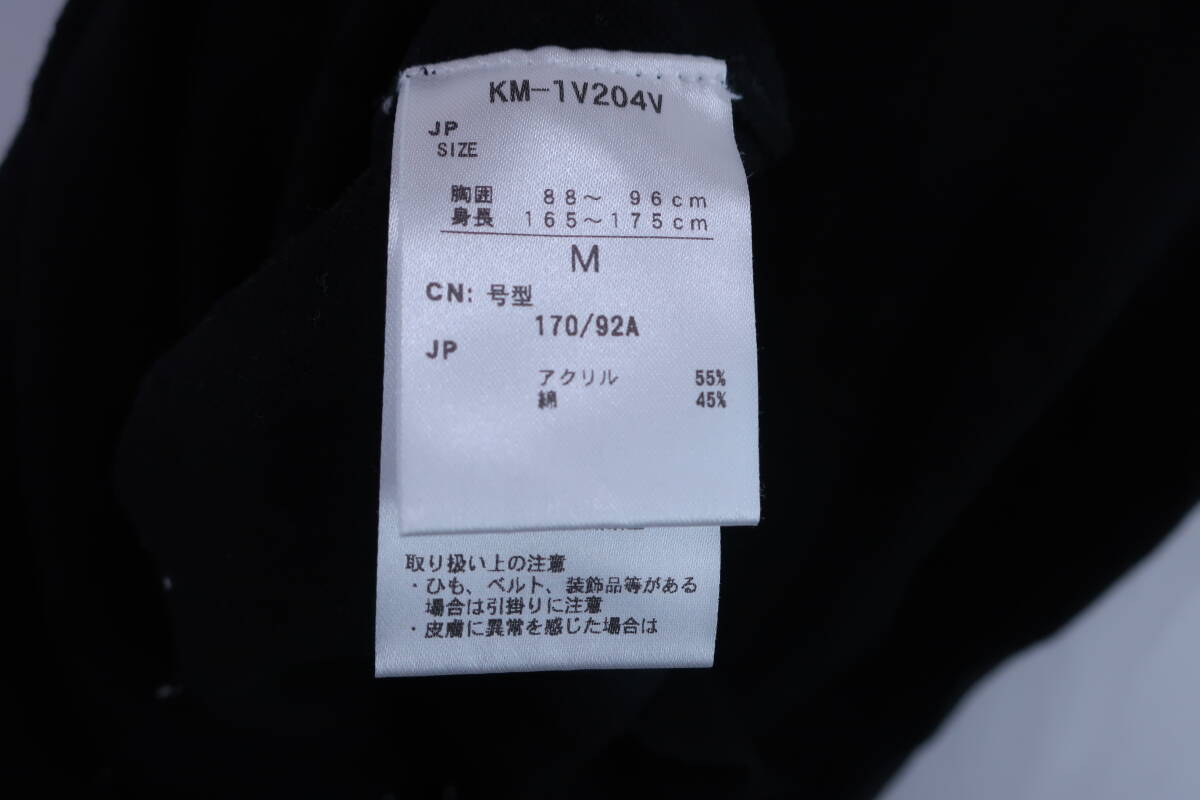 KM-1V204V
JP
SIZE
胸囲 88～ 96cm
身長 165～175cm
M
CN: 号型
170/92A
JP
アクリル 55%
綿 45%
取り扱い上の注意
・ひも、ベルト、装飾品等がある
場合は引掛りに注意
・皮膚に異常を感じた場合は